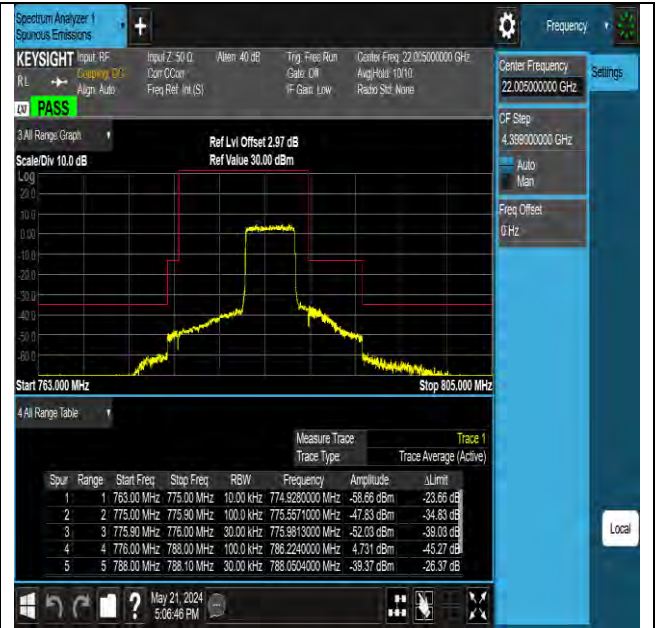 Spectrum Analyzer 1
Spurious Emissions
Frequency
KEYSIGHT
RL
Input: RF
Coupling: DC
Align: Auto
Input Z: 50 Ω
Corr CCorr
Freq Ref: Int (S)
Atten: 40 dB
Trig: Free Run
Gate: Off
IF Gain: Low
Center Freq: 22.005000000 GHz
Avg|Hold: 10/10
Radio Std: None
LXI
PASS
Center Frequency
22.005000000 GHz
Settings
CF Step
4.399000000 GHz
Auto
Man
Freq Offset
0 Hz
3 All Range Graph
Scale/Div 10.0 dB
Ref Lvl Offset 2.97 dB
Ref Value 30.00 dBm
Log
20.0
10.0
0.00
-10.0
-20.0
-30.0
-40.0
-50.0
-60.0
Start 763.000 MHz
Stop 805.000 MHz
4 All Range Table
Measure Trace Trace 1
Trace Type Trace Average (Active)
Spur Range Start Freq Stop Freq RBW Frequency Amplitude ΔLimit
1 1 763.00 MHz 775.00 MHz 10.00 kHz 774.9280000 MHz -58.66 dBm -23.66 dB
2 2 775.00 MHz 775.90 MHz 100.0 kHz 775.5571000 MHz -47.83 dBm -34.83 dB
3 3 775.90 MHz 776.00 MHz 30.00 kHz 775.9813000 MHz -52.03 dBm -39.03 dB
4 4 776.00 MHz 788.00 MHz 100.0 kHz 786.2240000 MHz 4.731 dBm -45.27 dB
5 5 788.00 MHz 788.10 MHz 30.00 kHz 788.0504000 MHz -39.37 dBm -26.37 dB
Local
?
May 21, 2024
5:06:46 PM